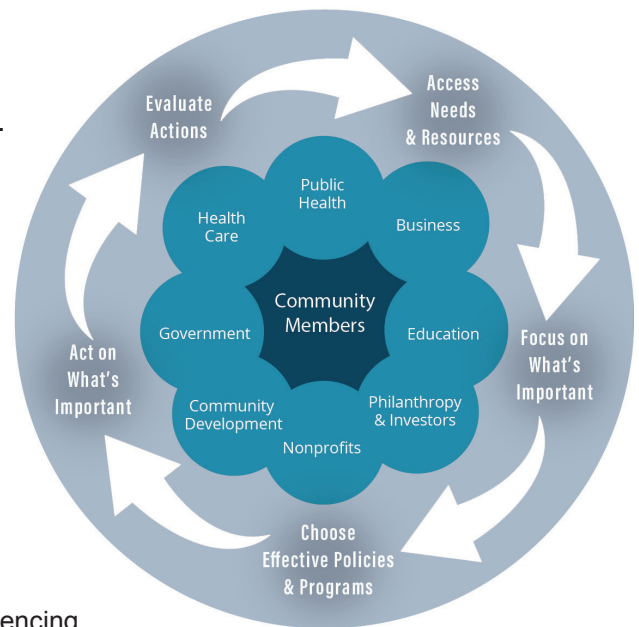 Evaluate
Actions
Access
Needs
& Resources
Focus on
What's
Important
Choose
Effective Policies
& Programs
Act on
What's
Important
Public
Health
Business
Education
Philanthropy
& Investors
Nonprofits
Community
Development
Government
Health
Care
Community
Members